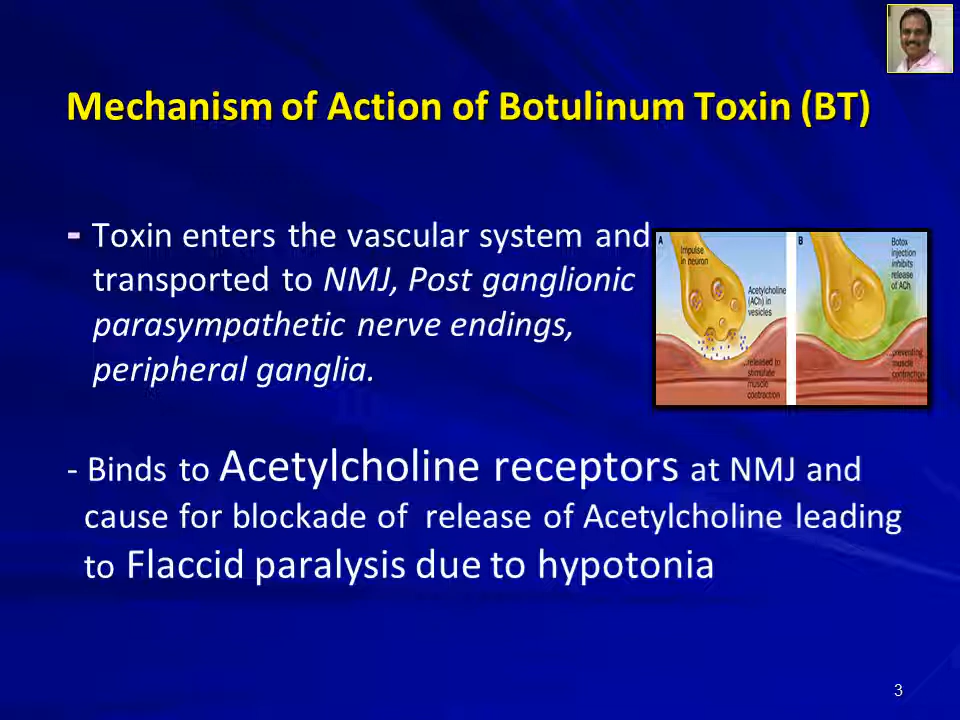 Mechanism of Action of Botulinum Toxin (BT)
- Toxin enters the vascular system and
transported to NMJ, Post ganglionic
parasympathetic nerve endings,
peripheral ganglia.
A
Impulse
in neuron
Acetylcholine
(ACh) in
vesicles
...released to
stimulate
muscle
contraction
B
Botox
injection
inhibits
release
of ACh
...preventing
muscle
contraction
- Binds to Acetylcholine receptors at NMJ and
cause for blockade of release of Acetylcholine leading
to Flaccid paralysis due to hypotonia
3